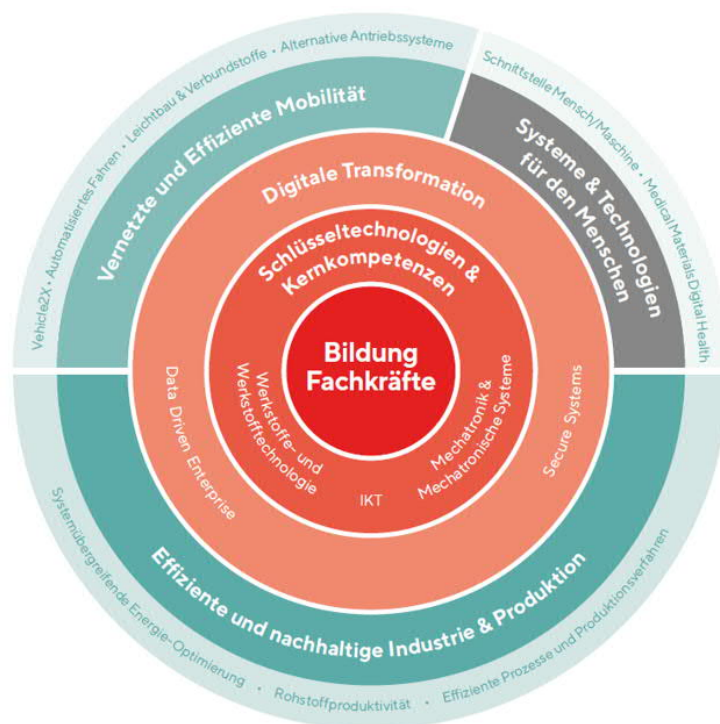 Vehicle2X • Automatisiertes Fahren • Leichtbau & Verbundstoffe • Alternative Antriebssysteme
Schnittstelle Mensch/Maschine • Medical Materials Digital Health
Vernetzte und Effiziente Mobilität
Systeme & Technologien
für den Menschen
Digitale Transformation
Schlüsseltechnologien &
Kernkompetenzen
Bildung
Fachkräfte
Data Driven Enterprise
Werkstoffe- und
Werkstofftechnologie
IKT
Mechatronik &
Mechatronische Systeme
Secure Systems
Effiziente und nachhaltige Industrie & Produktion
Systemübergreifende Energie-Optimierung • Rohstoffproduktivität • Effiziente Prozesse und Produktionsverfahren